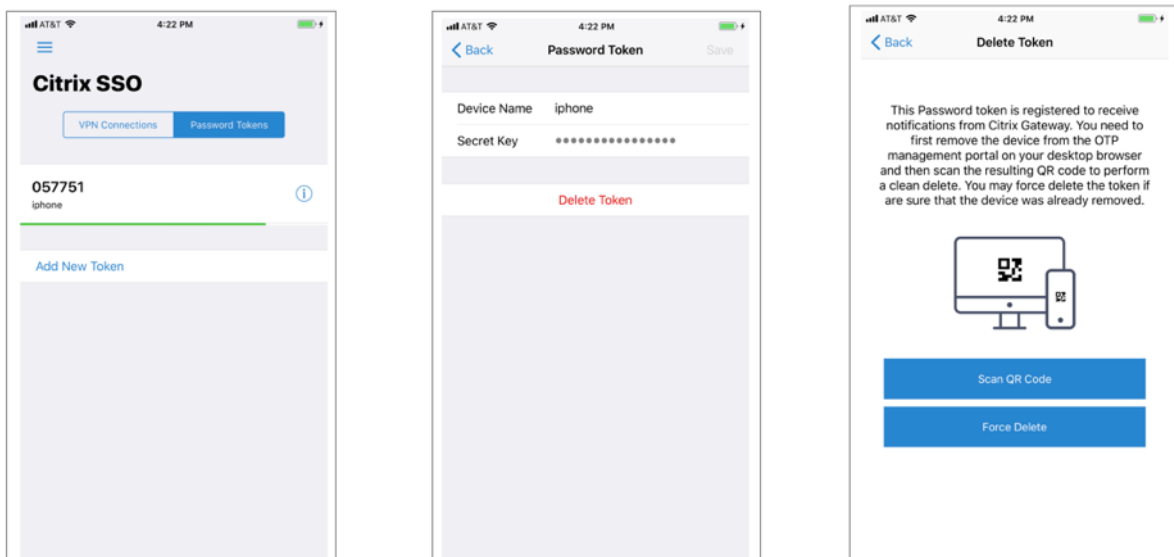 AT&T 4:22 PM
Citrix SSO
VPN Connections Password Tokens
057751
iphone
Add New Token
AT&T 4:22 PM
Back Password Token Save
Device Name iphone
Secret Key ••••••••••••••••
Delete Token
AT&T 4:22 PM
Back Delete Token
This Password token is registered to receive
notifications from Citrix Gateway. You need to
first remove the device from the OTP
management portal on your desktop browser
and then scan the resulting QR code to perform
a clean delete. You may force delete the token if
are sure that the device was already removed.
Scan QR Code
Force Delete